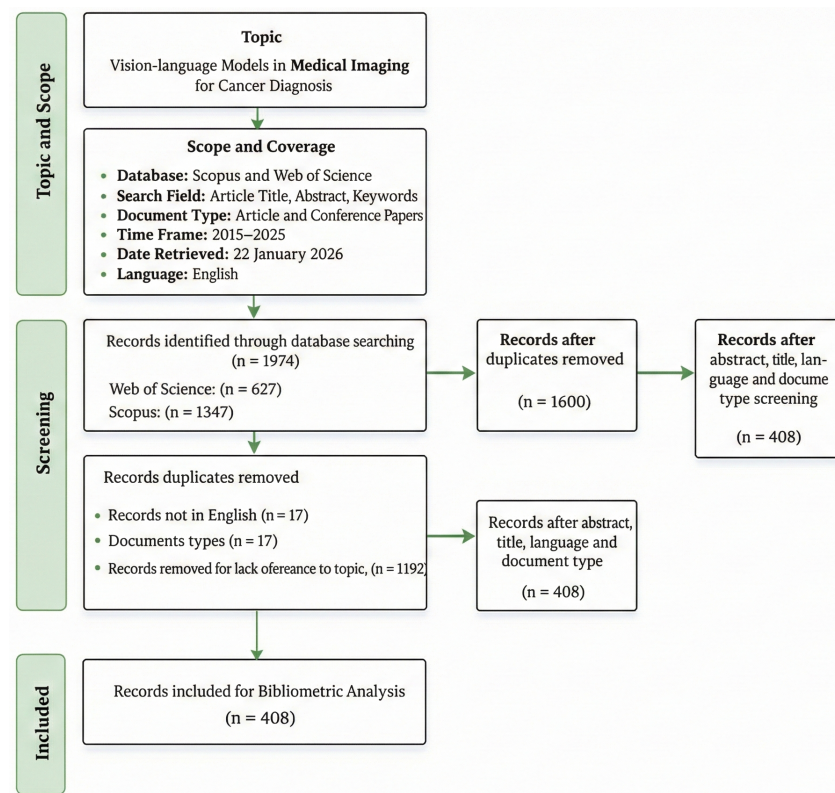 Topic and Scope
Topic
Vision-language Models in Medical Imaging
for Cancer Diagnosis
Scope and Coverage
• Database: Scopus and Web of Science
• Search Field: Article Title, Abstract, Keywords
• Document Type: Article and Conference Papers
• Time Frame: 2015–2025
• Date Retrieved: 22 January 2026
• Language: English
Screening
Records identified through database searching
(n = 1974)
Web of Science: (n = 627)
Scopus: (n = 1347)
Records after
duplicates removed
(n = 1600)
Records after
abstract, title, lan-
guage and docume
type screening
(n = 408)
Records duplicates removed
• Records not in English (n = 17)
• Documents types (n = 17)
• Records removed for lack ofereance to topic, (n = 1192)
Records after abstract,
title, language and
document type
(n = 408)
Included
Records included for Bibliometric Analysis
(n = 408)